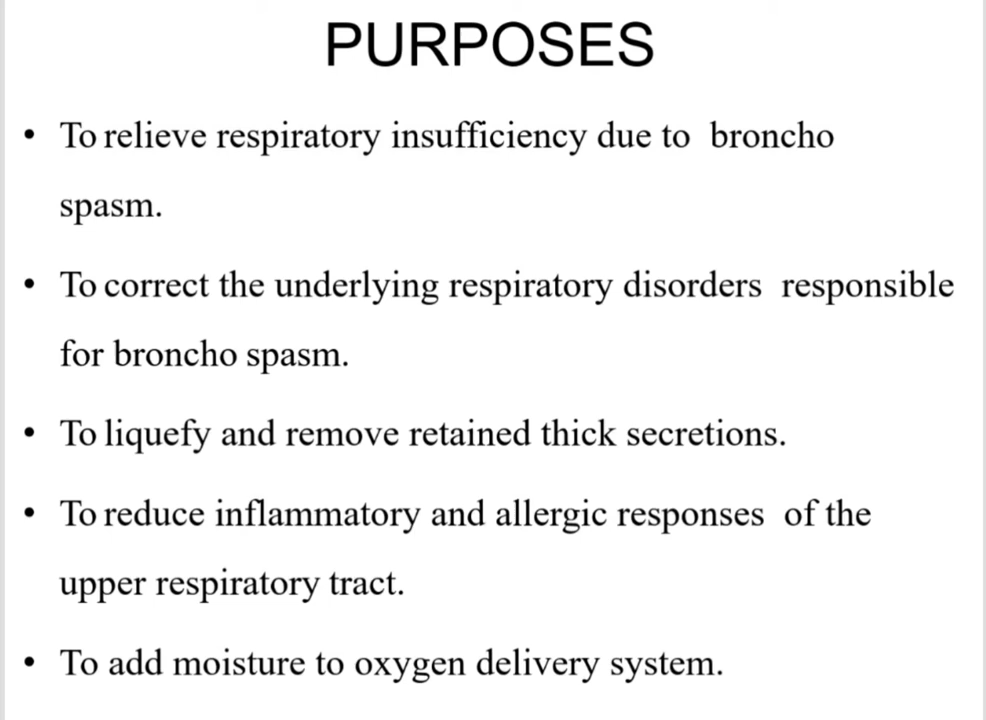 PURPOSES
• To relieve respiratory insufficiency due to broncho
spasm.
• To correct the underlying respiratory disorders responsible
for broncho spasm.
• To liquefy and remove retained thick secretions.
• To reduce inflammatory and allergic responses of the
upper respiratory tract.
• To add moisture to oxygen delivery system.